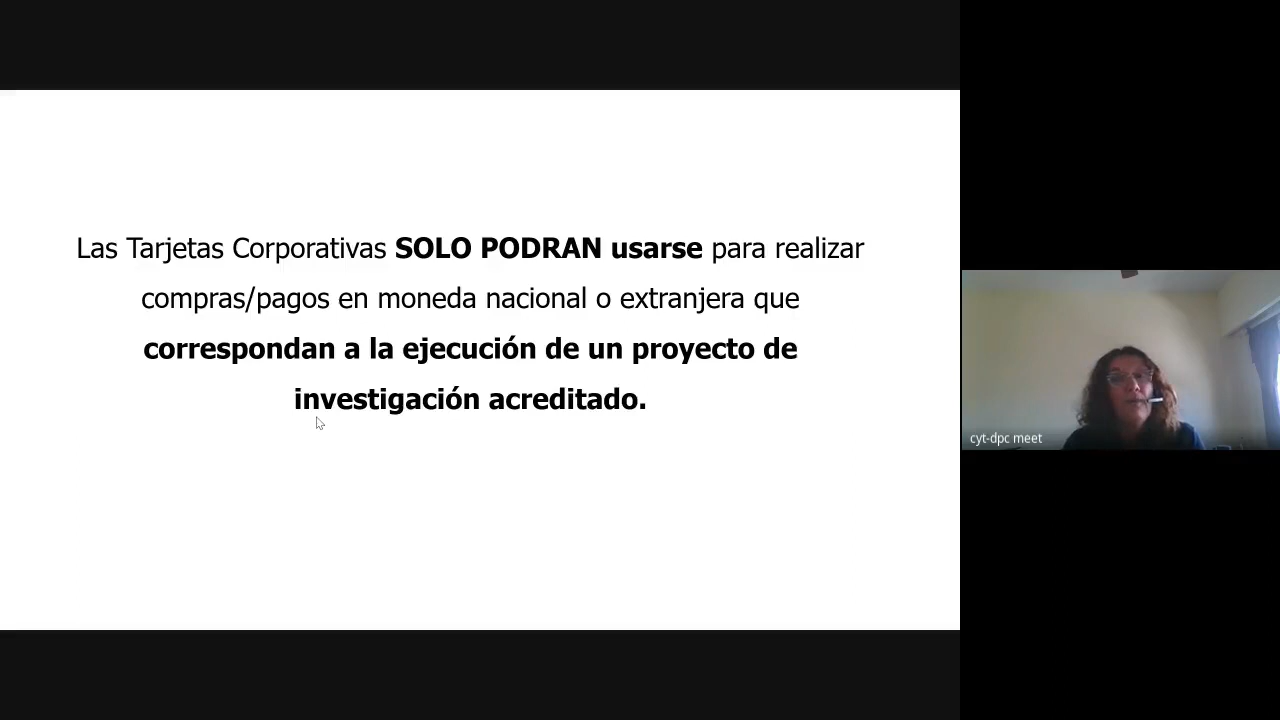 Las Tarjetas Corporativas SOLO PODRAN usarse para realizar
compras/pagos en moneda nacional o extranjera que
correspondan a la ejecución de un proyecto de
investigación acreditado.
cyt-dpc meet